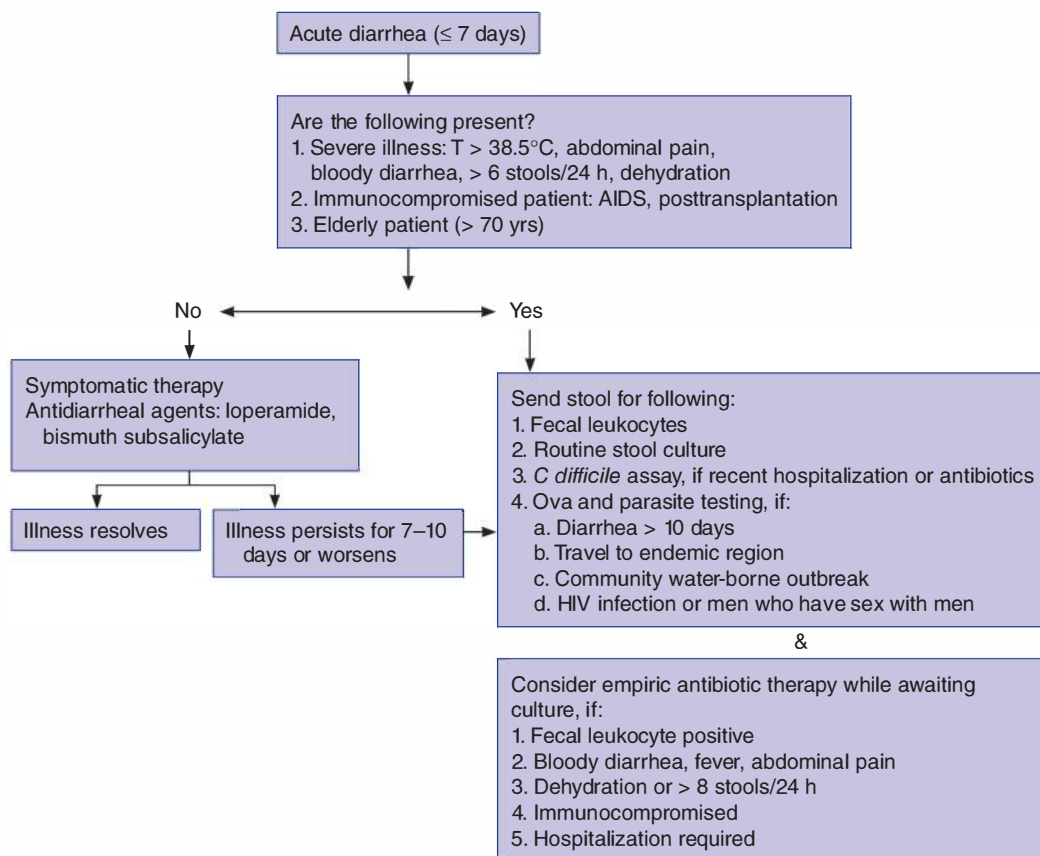 Acute diarrhea (≤ 7 days)
Are the following present?
1. Severe illness: T > 38.5°C, abdominal pain,
bloody diarrhea, > 6 stools/24 h, dehydration
2. Immunocompromised patient: AIDS, posttransplantation
3. Elderly patient (> 70 yrs)
No
Yes
Symptomatic therapy
Antidiarrheal agents: loperamide,
bismuth subsalicylate
Illness resolves
Illness persists for 7–10
days or worsens
Send stool for following:
1. Fecal leukocytes
2. Routine stool culture
3. C difficile assay, if recent hospitalization or antibiotics
4. Ova and parasite testing, if:
a. Diarrhea > 10 days
b. Travel to endemic region
c. Community water-borne outbreak
d. HIV infection or men who have sex with men
&
Consider empiric antibiotic therapy while awaiting
culture, if:
1. Fecal leukocyte positive
2. Bloody diarrhea, fever, abdominal pain
3. Dehydration or > 8 stools/24 h
4. Immunocompromised
5. Hospitalization required